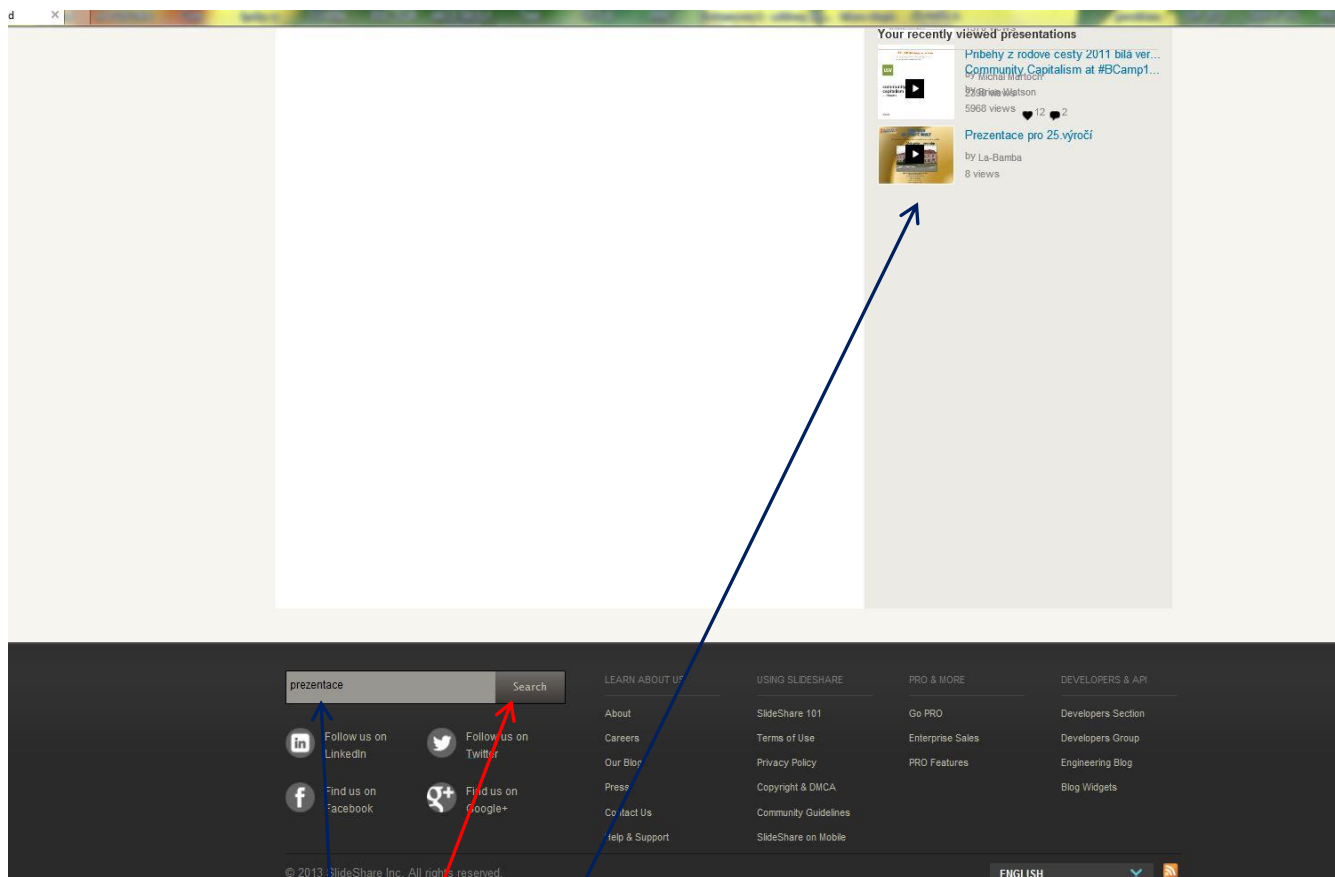 d ×
Your recently viewed presentations
Příběhy z rodové cesty 2011 bílá ver...
Community Capitalism at #BCamp1...
by Michal Martoch
by Brian Watson
5968 views 12 2
Prezentace pro 25.výročí
by La-Bamba
8 views
prezentace
Search
Follow us on
LinkedIn
Follow us on
Twitter
Find us on
Facebook
Find us on
Google+
LEARN ABOUT US
About
Careers
Our Blog
Press
Contact Us
Help & Support
USING SLIDESHARE
SlideShare 101
Terms of Use
Privacy Policy
Copyright & DMCA
Community Guidelines
SlideShare on Mobile
PRO & MORE
Go PRO
Enterprise Sales
PRO Features
DEVELOPERS & API
Developers Section
Developers Group
Engineering Blog
Blog Widgets
© 2013 SlideShare Inc. All rights reserved.
ENGLISH